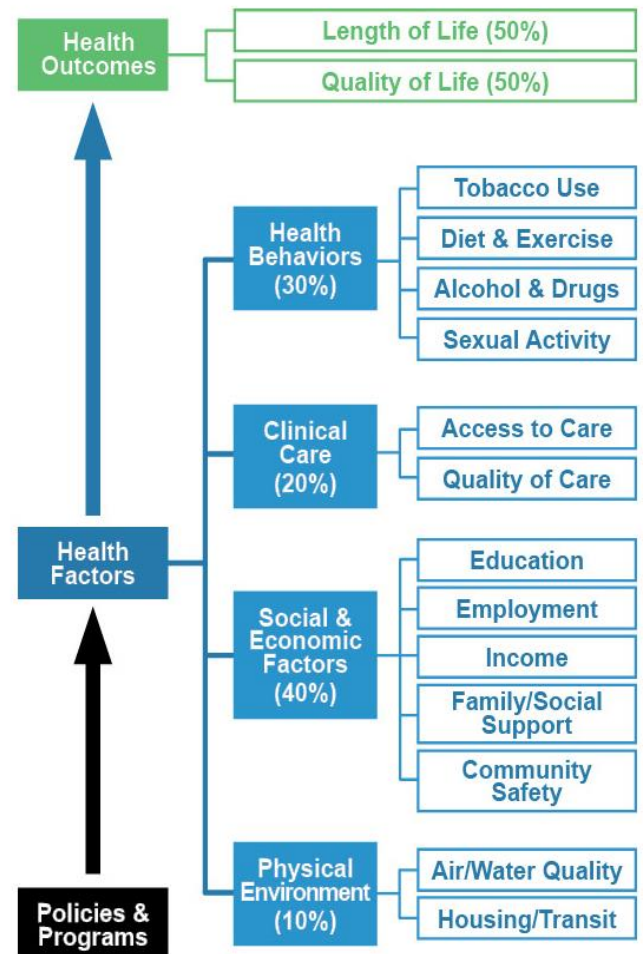 Health
Outcomes
Length of Life (50%)
Quality of Life (50%)
Health
Behaviors
(30%)
Tobacco Use
Diet & Exercise
Alcohol & Drugs
Sexual Activity
Clinical
Care
(20%)
Access to Care
Quality of Care
Health
Factors
Social &
Economic
Factors
(40%)
Education
Employment
Income
Family/Social
Support
Community
Safety
Physical
Environment
(10%)
Air/Water Quality
Housing/Transit
Policies &
Programs